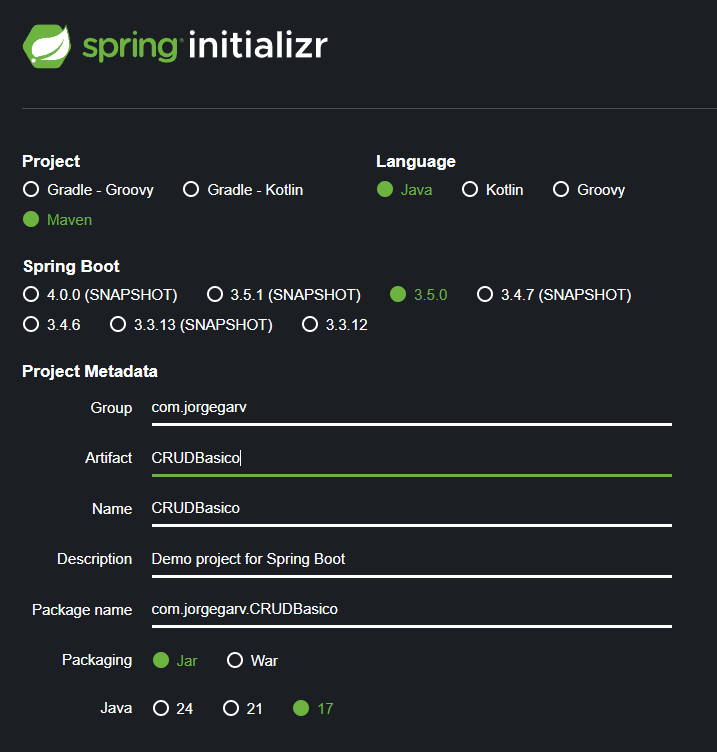 spring initializr
Project
Language
Gradle - Groovy
Gradle - Kotlin
Java
Kotlin
Groovy
Maven
Spring Boot
4.0.0 (SNAPSHOT)
3.5.1 (SNAPSHOT)
3.5.0
3.4.7 (SNAPSHOT)
3.4.6
3.3.13 (SNAPSHOT)
3.3.12
Project Metadata
Group com.jorgegarv
Artifact CRUDBasico
Name CRUDBasico
Description Demo project for Spring Boot
Package name com.jorgegarv.CRUDBasico
Packaging Jar War
Java 24 21 17